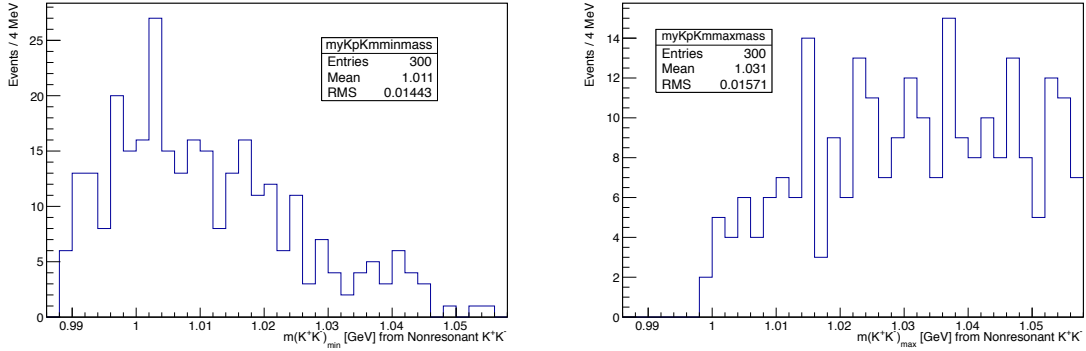 Events / 4 MeV
25
20
15
10
5
0
myKpKmminmass
Entries 300
Mean 1.011
RMS 0.01443
0.99 1 1.01 1.02 1.03 1.04 1.05
m(K⁺K⁻)min [GeV] from Nonresonant K⁺K⁻
Events / 4 MeV
14
12
10
8
6
4
2
0
myKpKmmaxmass
Entries 300
Mean 1.031
RMS 0.01571
0.99 1 1.01 1.02 1.03 1.04 1.05
m(K⁺K⁻)max [GeV] from Nonresonant K⁺K⁻